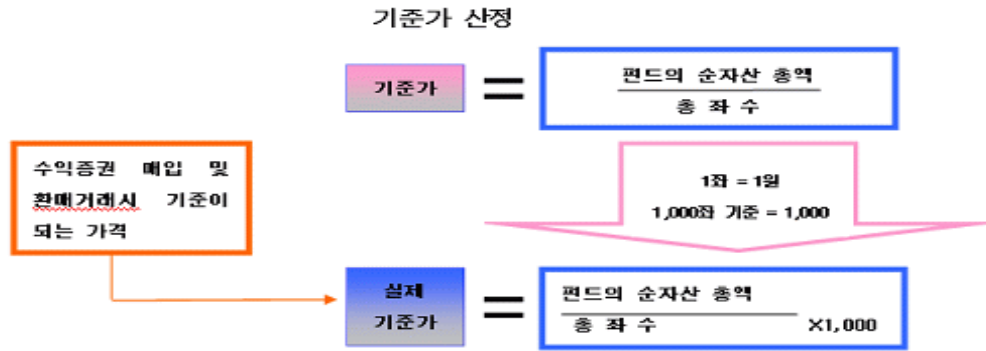 기준가 산정
기준가
=
펀드의 순자산 총액
총 좌 수
수익증권 매입 및
환매거래시 기준이
되는 가격
1좌 = 1원
1,000좌 기준 = 1,000
실제
기준가
=
펀드의 순자산 총액
총 좌 수 X1,000